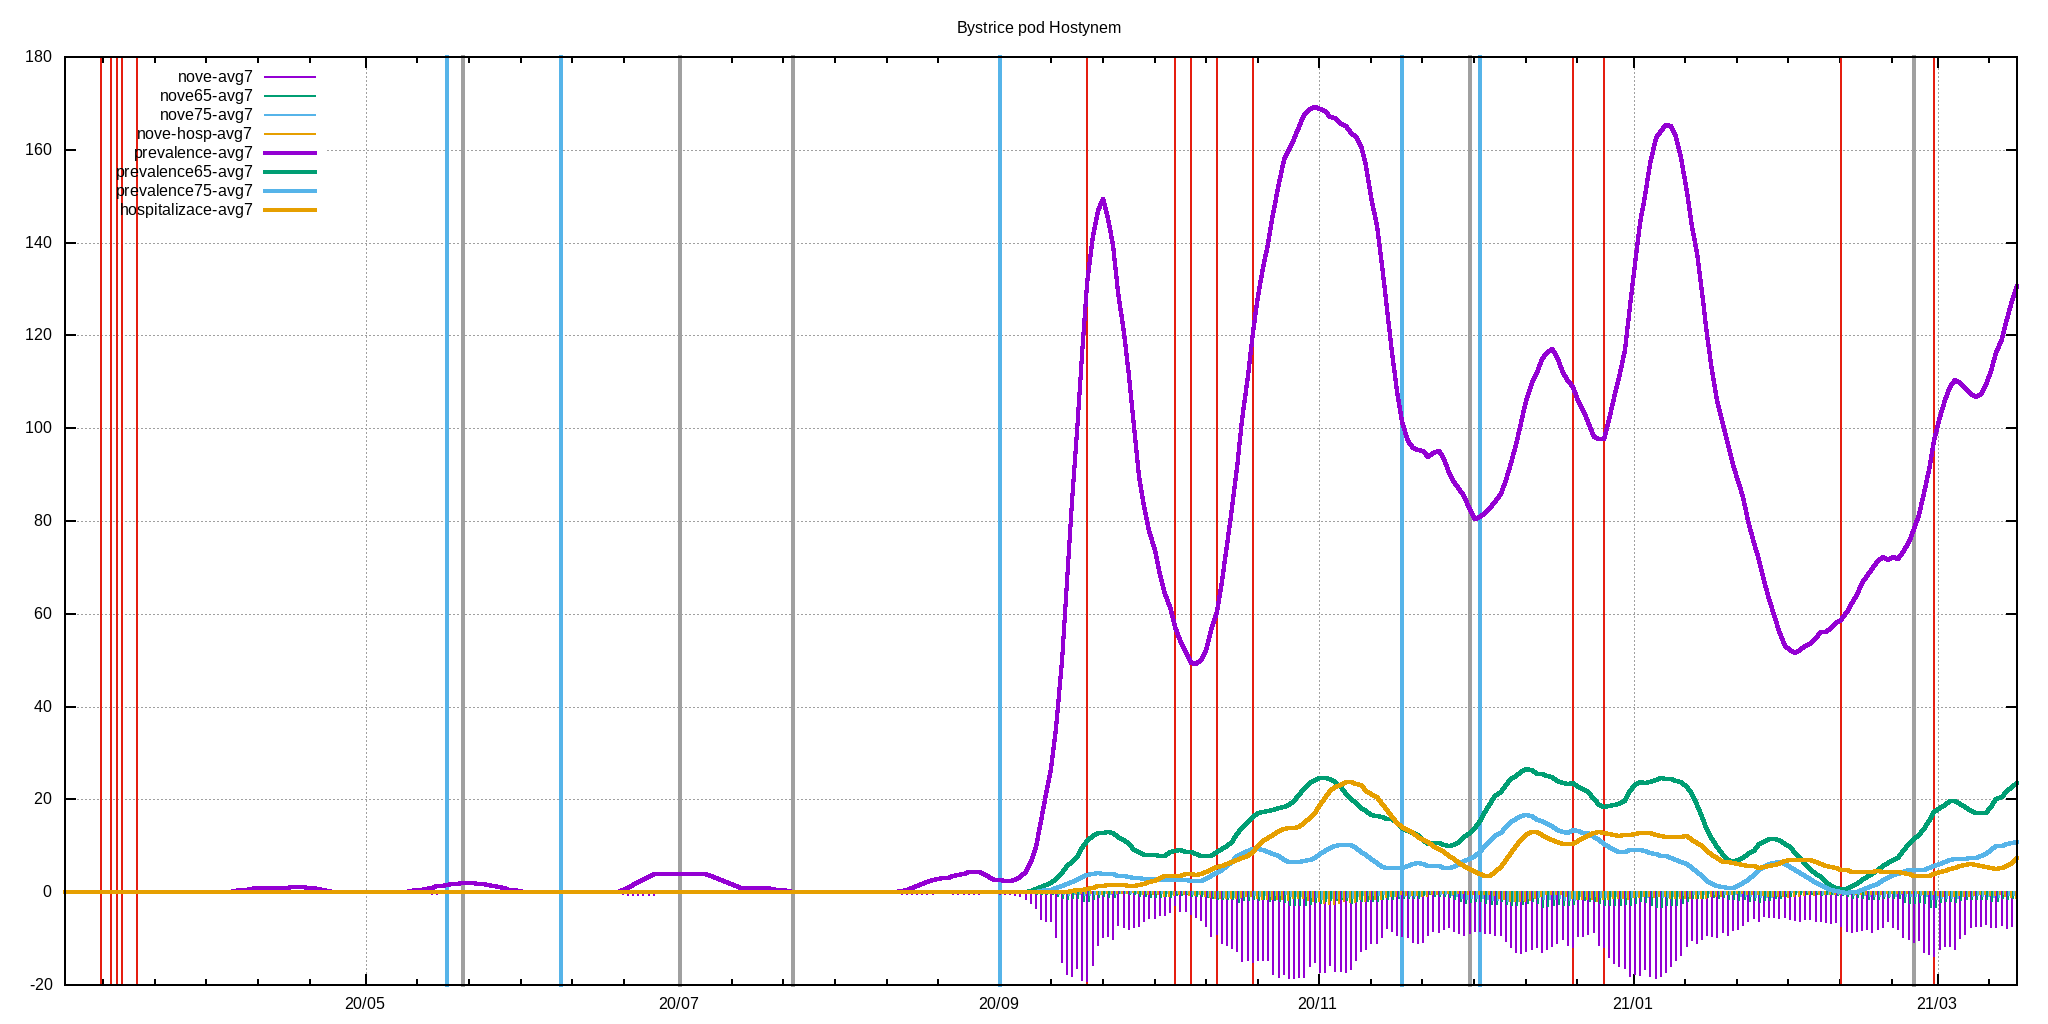 Bystrice pod Hostynem
180
160
140
120
100
80
60
40
20
0
-20
nove-avg7
nove65-avg7
nove75-avg7
nove-hosp-avg7
prevalence-avg7
prevalence65-avg7
prevalence75-avg7
hospitalizace-avg7
20/05
20/07
20/09
20/11
21/01
21/03